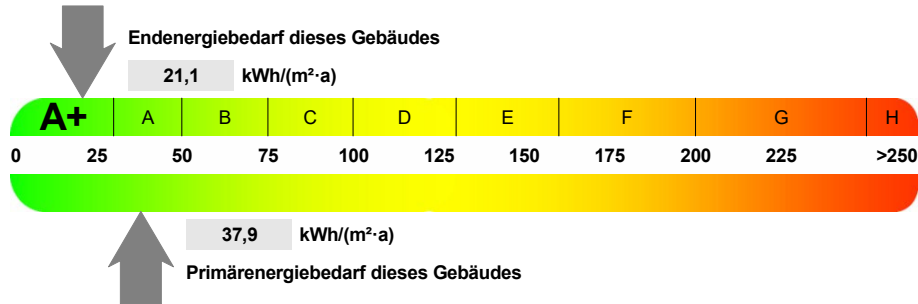 Endenergiebedarf dieses Gebäudes
21,1 kWh/(m²·a)
A+ A B C D E F G H
0 25 50 75 100 125 150 175 200 225 >250
37,9 kWh/(m²·a)
Primärenergiebedarf dieses Gebäudes